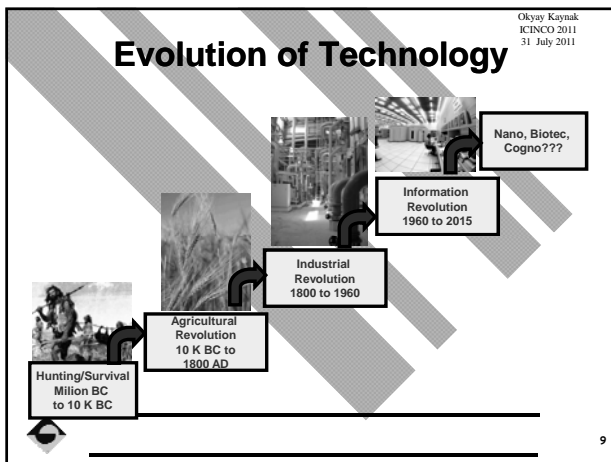 Okyay Kaynak
ICINCO 2011
31 July 2011
Evolution of Technology
Nano, Biotec,
Cogno???
Information
Revolution
1960 to 2015
Industrial
Revolution
1800 to 1960
Agricultural
Revolution
10 K BC to
1800 AD
Hunting/Survival
Milion BC
to 10 K BC
9